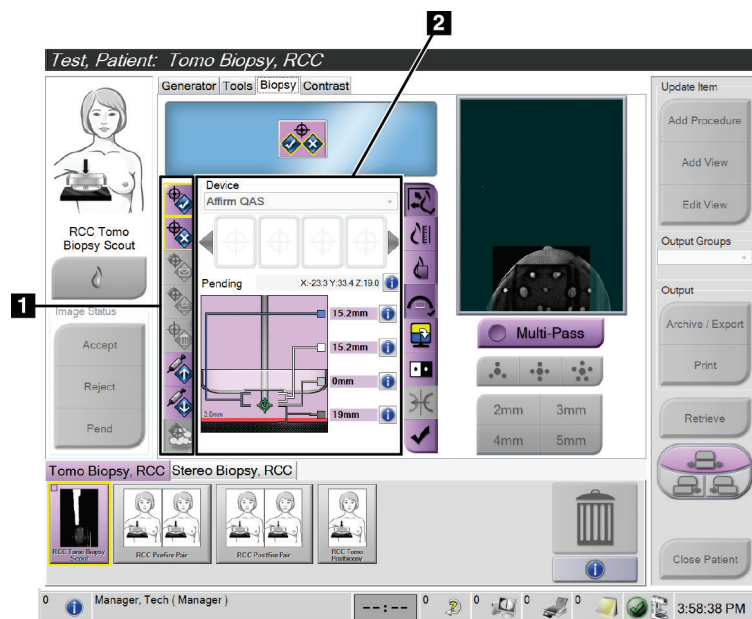 2
Test, Patient: Tomo Biopsy, RCC
Generator Tools Biopsy Contrast
Update Item
Add Procedure
Add View
Edit View
Device
Affirm QAS
RCC Tomo
Biopsy Scout
Output Groups
Pending X:-23.3 Y:33.4 Z:19.0
1
Image Status
Output
15.2mm
Accept
Archive / Export
Multi-Pass
15.2mm
Print
Reject
0mm
2mm 3mm
3.0mm
19mm
Retrieve
Pend
4mm 5mm
Tomo Biopsy, RCC Stereo Biopsy, RCC
RCC Tomo Biopsy
Scout
RCC Prefire Pair
RCC Postfire Pair
RCC Tomo
Postbiopsy
Close Patient
0 Manager, Tech ( Manager ) --:-- 0 0 0 0 3:58:38 PM